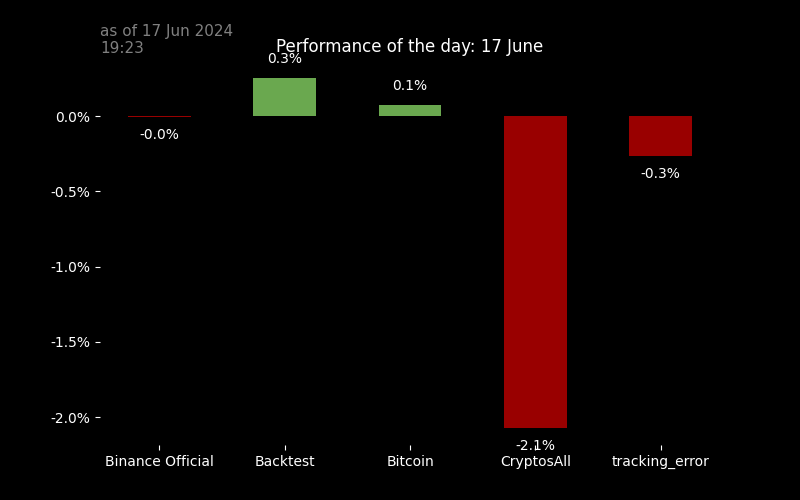 as of 17 Jun 2024
19:23
Performance of the day: 17 June
0.3%
0.1%
0.0%
-0.0%
-0.3%
-0.5%
-1.0%
-1.5%
-2.0%
-2.1%
Binance Official
Backtest
Bitcoin
CryptosAll
tracking_error